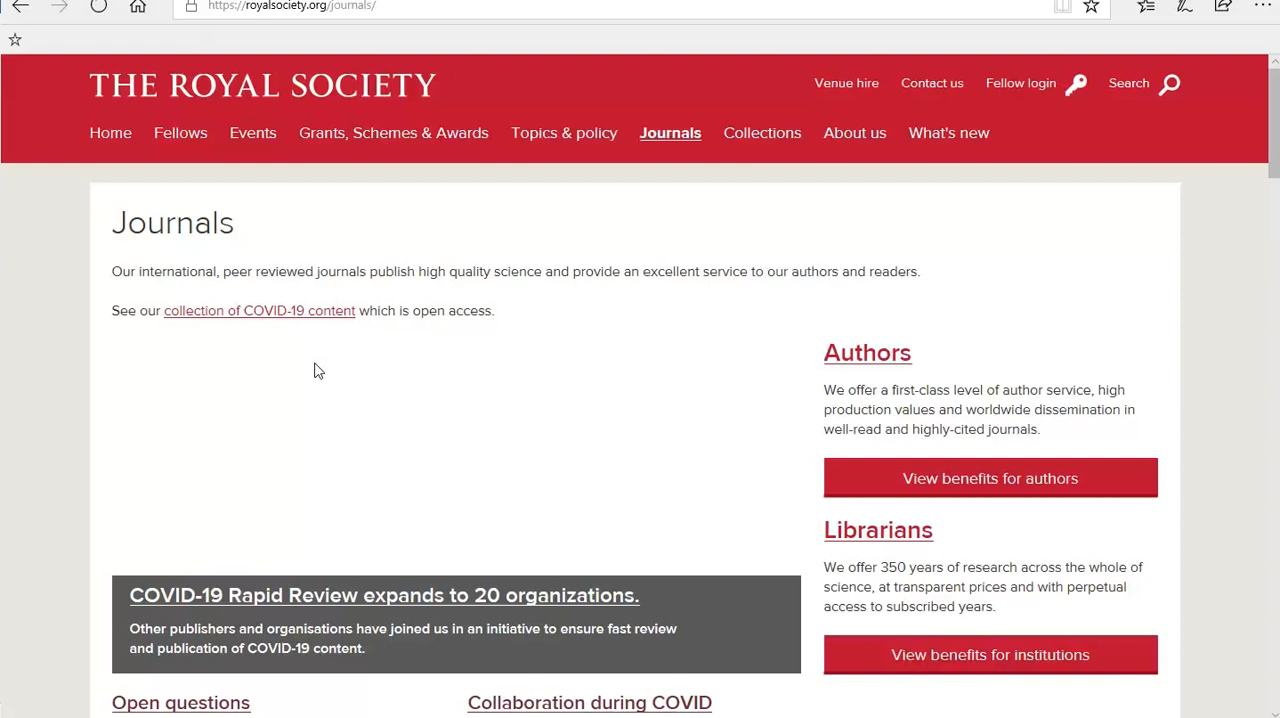 https://royalsociety.org/journals/
THE ROYAL SOCIETY
Venue hire Contact us Fellow login Search
Home Fellows Events Grants, Schemes & Awards Topics & policy Journals Collections About us What's new
Journals
Our international, peer reviewed journals publish high quality science and provide an excellent service to our authors and readers.
See our collection of COVID-19 content which is open access.
Authors
We offer a first-class level of author service, high
production values and worldwide dissemination in
well-read and highly-cited journals.
View benefits for authors
Librarians
We offer 350 years of research across the whole of
science, at transparent prices and with perpetual
access to subscribed years.
View benefits for institutions
COVID-19 Rapid Review expands to 20 organizations.
Other publishers and organisations have joined us in an initiative to ensure fast review
and publication of COVID-19 content.
Open questions
Collaboration during COVID